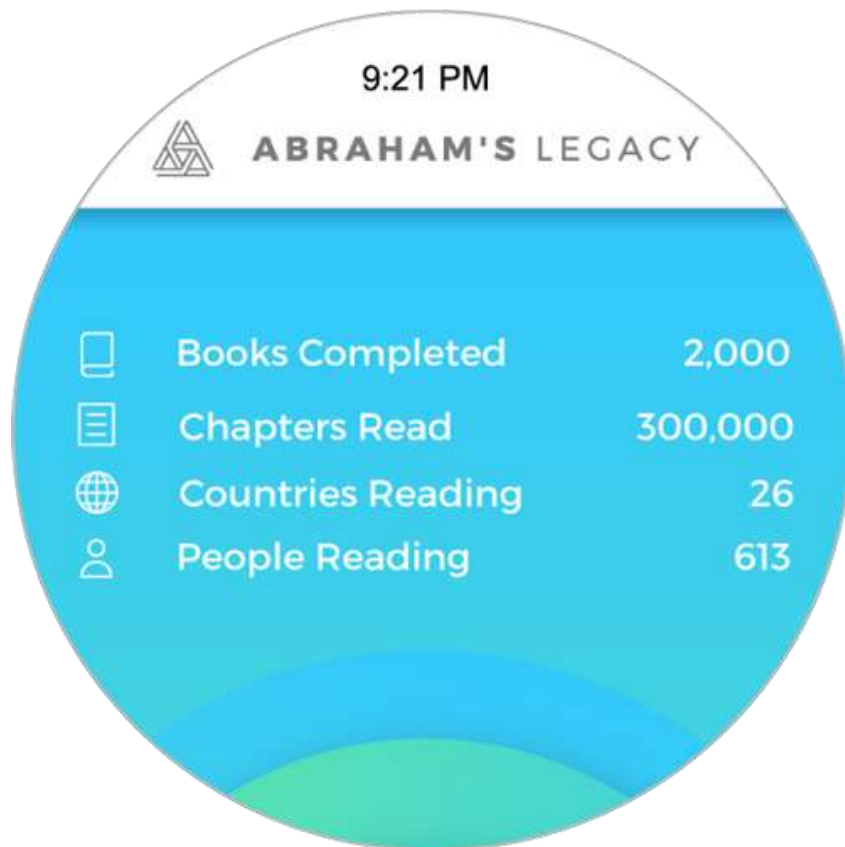 9:21 PM
ABRAHAM'S LEGACY
Books Completed 2,000
Chapters Read 300,000
Countries Reading 26
People Reading 613